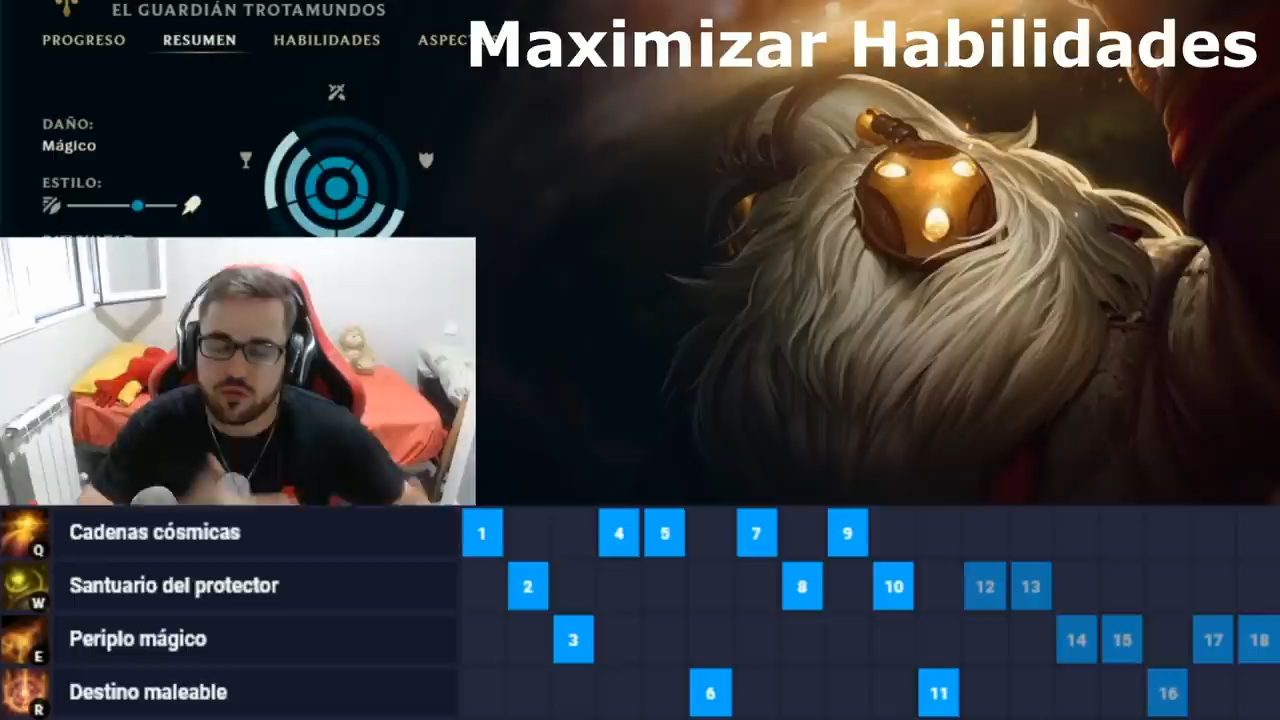 EL GUARDIÁN TROTAMUNDOS
Maximizar Habilidades
PROGRESO RESUMEN HABILIDADES
DAÑO:
Mágico
ESTILO:
Q Cadenas cósmicas 1 4 5 7 9
W Santuario del protector 2 8 10 12 13
E Periplo mágico 3 14 15 17 18
R Destino maleable 6 11 16